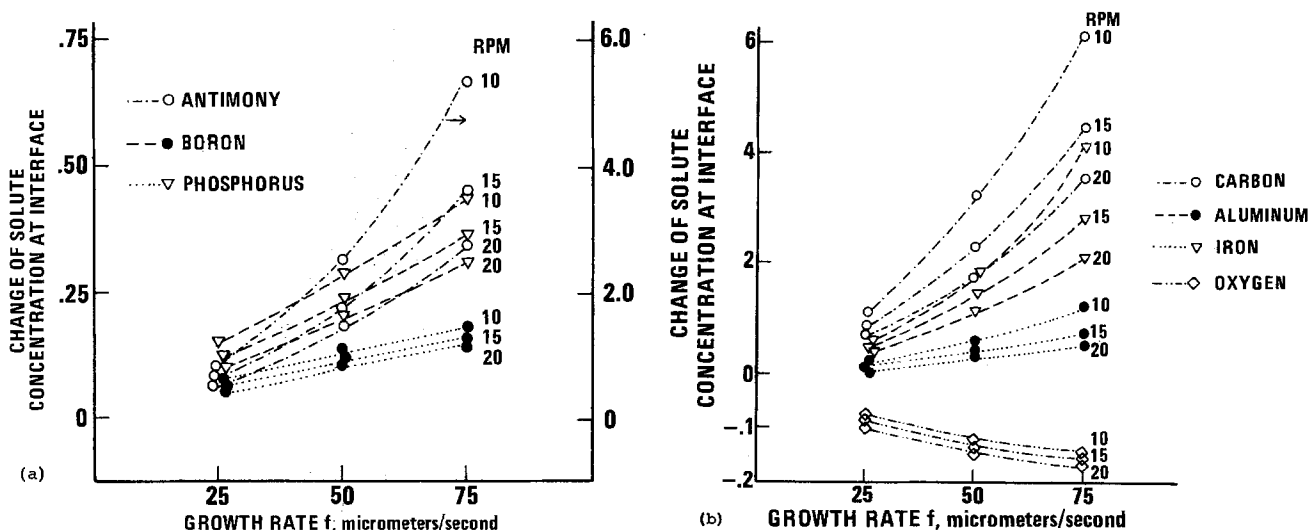 .75
.50
.25
0
CHANGE OF SOLUTE
CONCENTRATION AT INTERFACE
ANTIMONY
BORON
PHOSPHORUS
6.0
4.0
2.0
0
RPM
10
15
10
15
20
20
10
15
20
25 50 75
GROWTH RATE f, micrometers/second
(a)
6
4
2
0
-.1
-.2
CHANGE OF SOLUTE
CONCENTRATION AT INTERFACE
RPM
10
15
10
20
15
20
10
15
20
10
15
20
CARBON
ALUMINUM
IRON
OXYGEN
25 50 75
(b) GROWTH RATE f, micrometers/second